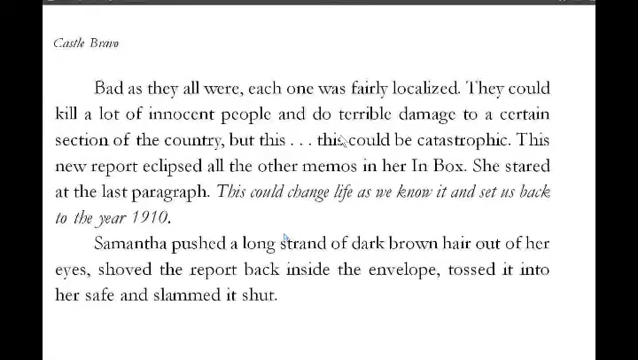 Castle Bravo
Bad as they all were, each one was fairly localized. They could
kill a lot of innocent people and do terrible damage to a certain
section of the country, but this . . . this could be catastrophic. This
new report eclipsed all the other memos in her In Box. She stared
at the last paragraph. This could change life as we know it and set us back
to the year 1910.
Samantha pushed a long strand of dark brown hair out of her
eyes, shoved the report back inside the envelope, tossed it into
her safe and slammed it shut.